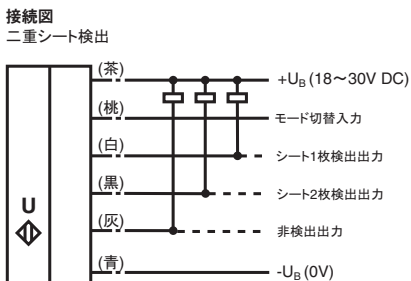 接続図
二重シート検出
(茶)
+UB (18～30V DC)
(桃)
モード切替入力
(白)
シート1枚検出出力
(黒)
シート2枚検出出力
U
(灰)
非検出出力
(青)
-UB (0V)